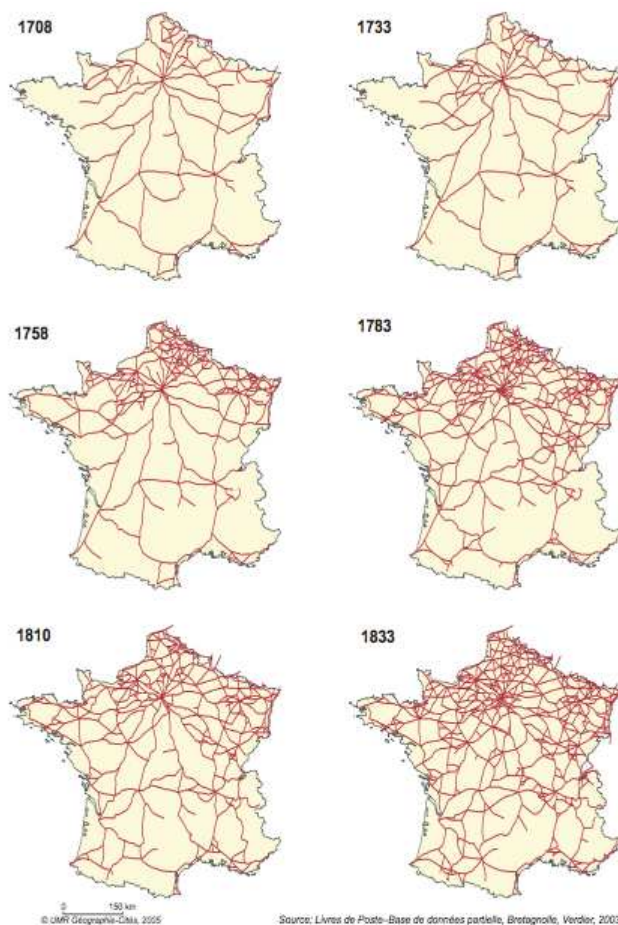 1708
1733
1758
1783
1810
1833
0 150 km
© UMR Géographie-Cités, 2005
Source: Livres de Poste-Base de données partielle, Bretagnolle, Verdier, 2003